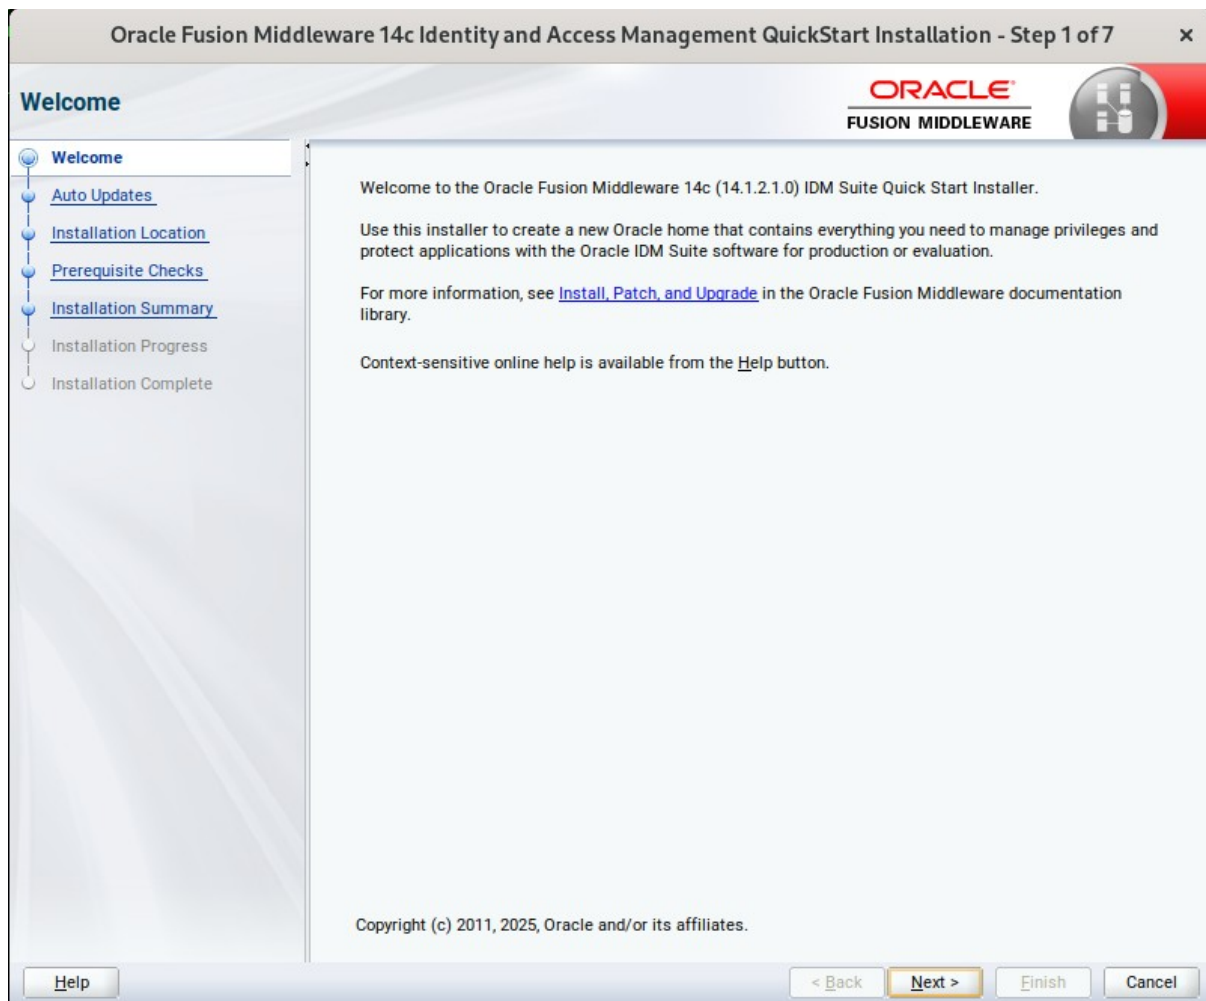 Oracle Fusion Middleware 14c Identity and Access Management QuickStart Installation - Step 1 of 7
Welcome
ORACLE
FUSION MIDDLEWARE
Welcome
Auto Updates
Installation Location
Prerequisite Checks
Installation Summary
Installation Progress
Installation Complete
Welcome to the Oracle Fusion Middleware 14c (14.1.2.1.0) IDM Suite Quick Start Installer.
Use this installer to create a new Oracle home that contains everything you need to manage privileges and
protect applications with the Oracle IDM Suite software for production or evaluation.
For more information, see Install, Patch, and Upgrade in the Oracle Fusion Middleware documentation
library.
Context-sensitive online help is available from the Help button.
Copyright (c) 2011, 2025, Oracle and/or its affiliates.
Help
< Back
Next >
Finish
Cancel